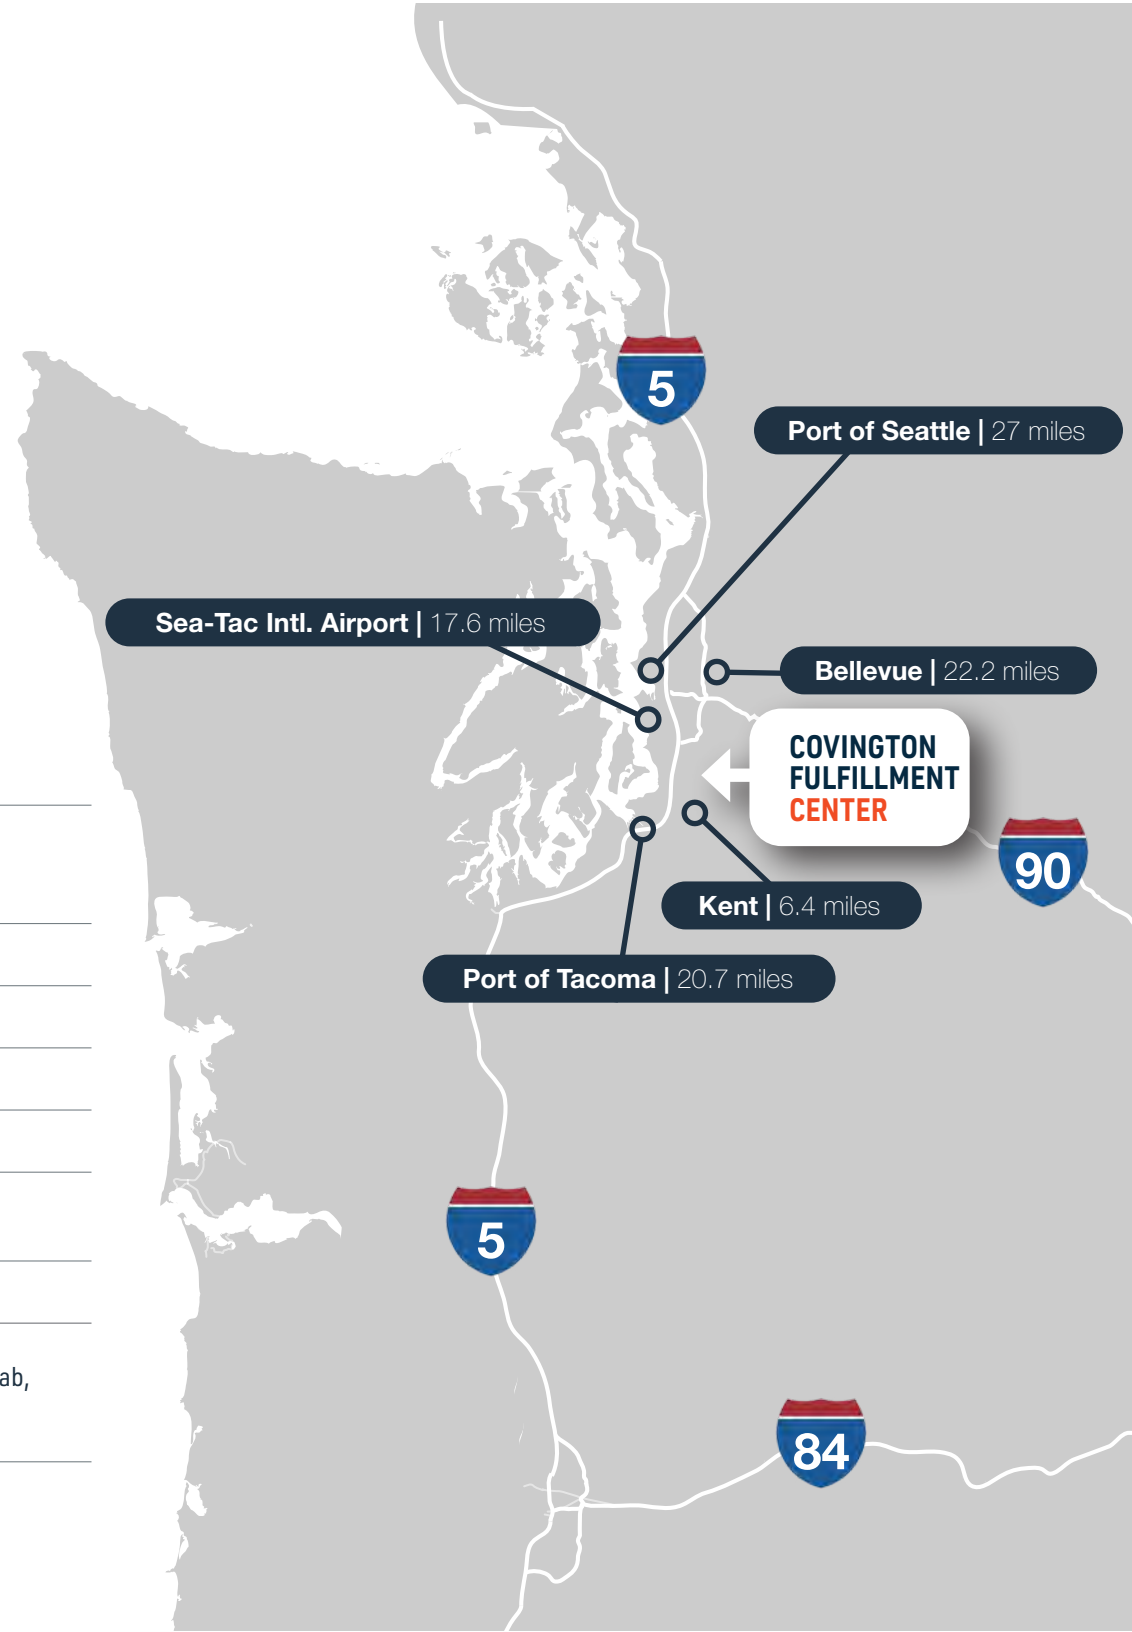 5
Port of Seattle | 27 miles
Sea-Tac Intl. Airport | 17.6 miles
Bellevue | 22.2 miles
COVINGTON
FULFILLMENT
CENTER
90
Kent | 6.4 miles
Port of Tacoma | 20.7 miles
5
ab,
84